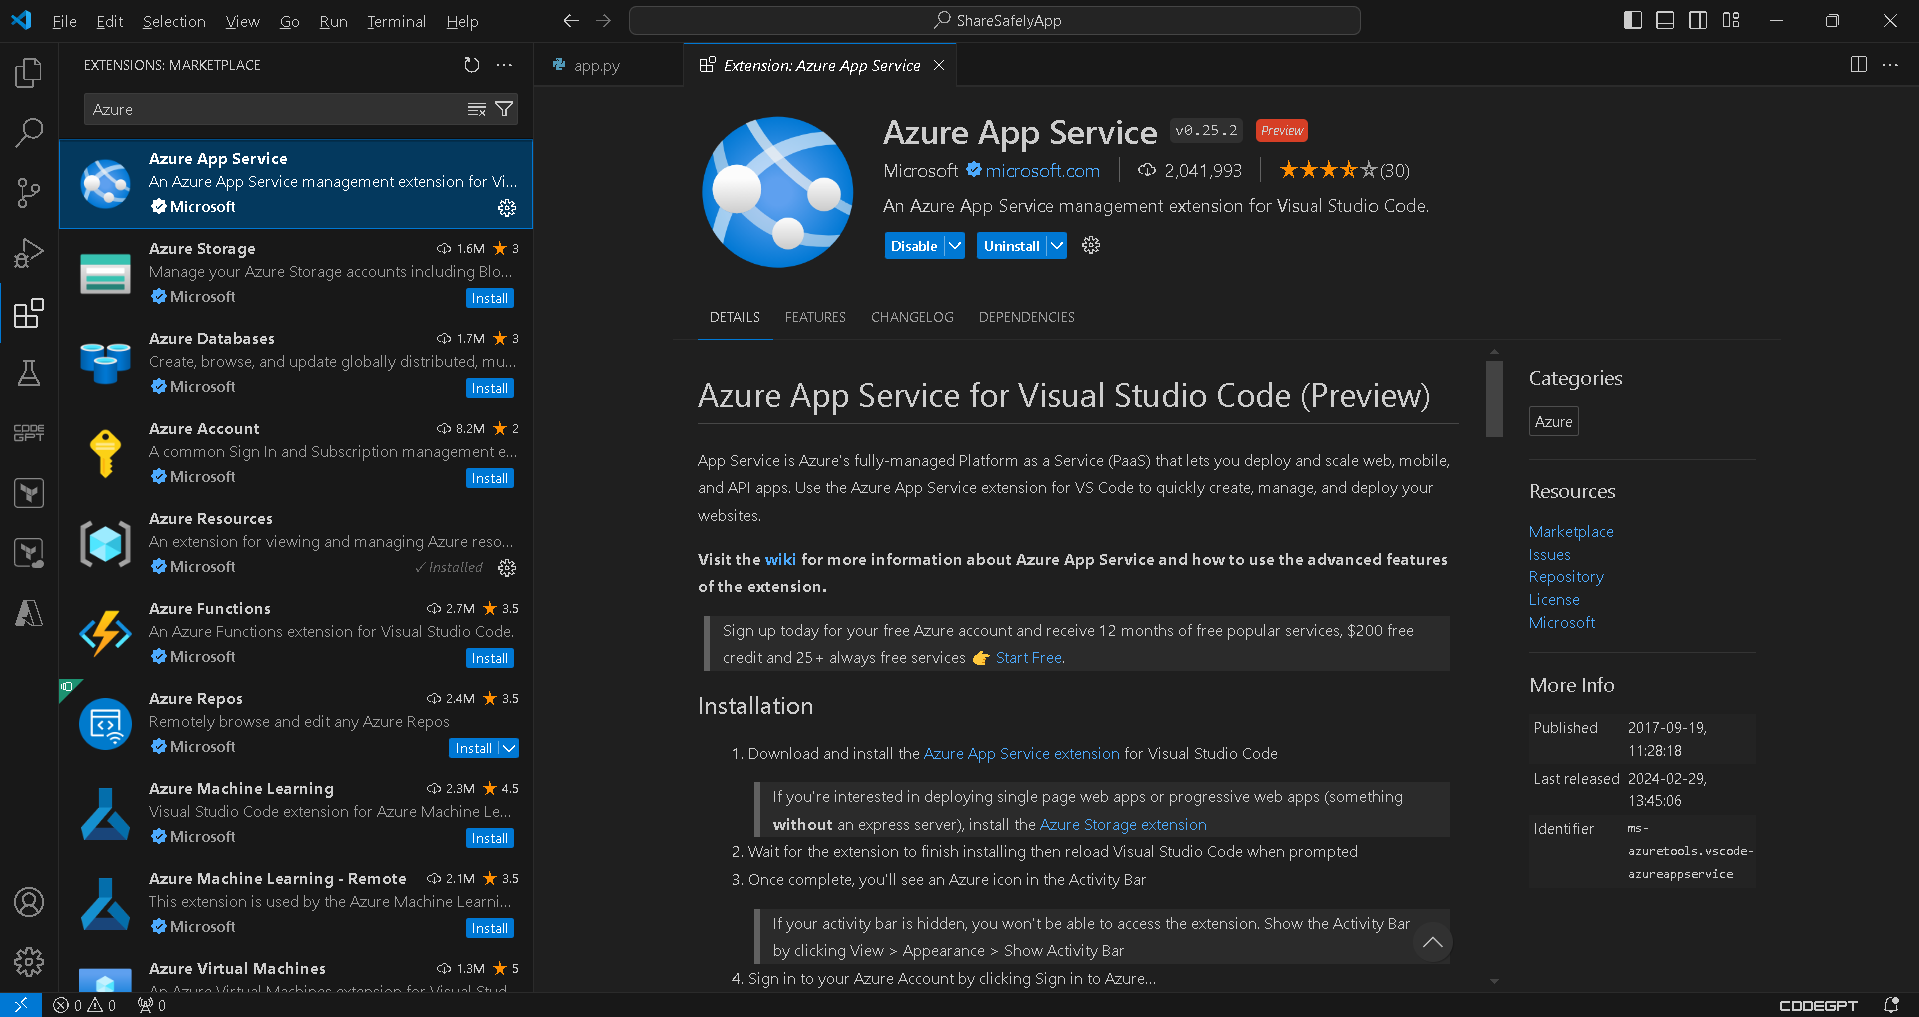 File Edit Selection View Go Run Terminal Help
ShareSafelyApp
EXTENSIONS: MARKETPLACE
Azure
Azure App Service
An Azure App Service management extension for Vi...
Microsoft
Azure Storage 1.6M 3
Manage your Azure Storage accounts including Blo...
Microsoft Install
Azure Databases 1.7M 3
Create, browse, and update globally distributed, mu...
Microsoft Install
Azure Account 8.2M 2
A common Sign In and Subscription management e...
Microsoft Install
Azure Resources
An extension for viewing and managing Azure reso...
Microsoft ✓ Installed
Azure Functions 2.7M 3.5
An Azure Functions extension for Visual Studio Code.
Microsoft Install
Azure Repos 2.4M 3.5
Remotely browse and edit any Azure Repos
Microsoft Install
Azure Machine Learning 2.3M 4.5
Visual Studio Code extension for Azure Machine Le...
Microsoft Install
Azure Machine Learning - Remote 2.1M 3.5
This extension is used by the Azure Machine Learni...
Microsoft Install
Azure Virtual Machines 1.3M 5
An Azure Virtual Machines extension for Visual Stud...
CODE
GPT
app.py
Extension: Azure App Service
Azure App Service v0.25.2 Preview
Microsoft microsoft.com 2,041,993 (30)
An Azure App Service management extension for Visual Studio Code.
Disable Uninstall
DETAILS FEATURES CHANGELOG DEPENDENCIES
Azure App Service for Visual Studio Code (Preview)
App Service is Azure's fully-managed Platform as a Service (PaaS) that lets you deploy and scale web, mobile,
and API apps. Use the Azure App Service extension for VS Code to quickly create, manage, and deploy your
websites.
Visit the wiki for more information about Azure App Service and how to use the advanced features
of the extension.
Sign up today for your free Azure account and receive 12 months of free popular services, $200 free
credit and 25+ always free services 👉 Start Free.
Installation
1. Download and install the Azure App Service extension for Visual Studio Code
If you're interested in deploying single page web apps or progressive web apps (something
without an express server), install the Azure Storage extension
2. Wait for the extension to finish installing then reload Visual Studio Code when prompted
3. Once complete, you'll see an Azure icon in the Activity Bar
If your activity bar is hidden, you won't be able to access the extension. Show the Activity Bar
by clicking View > Appearance > Show Activity Bar
4. Sign in to your Azure Account by clicking Sign in to Azure...
Categories
Azure
Resources
Marketplace
Issues
Repository
License
Microsoft
More Info
Published 2017-09-19,
11:28:18
Last released 2024-02-29,
13:45:06
Identifier ms-
azuretools.vscode-
azureappservice
0 0 0
CODEGPT